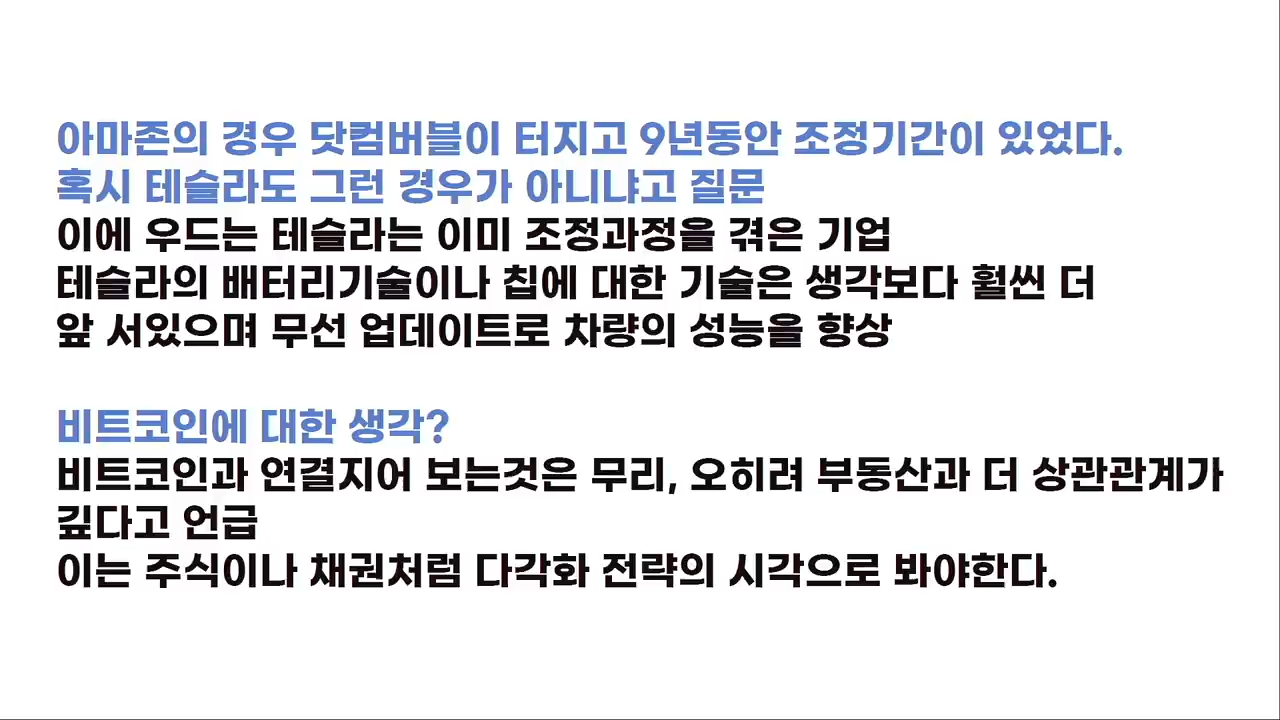 아마존의 경우 닷컴버블이 터지고 9년동안 조정기간이 있었다.
혹시 테슬라도 그런 경우가 아니냐고 질문
이에 우드는 테슬라는 이미 조정과정을 겪은 기업
테슬라의 배터리기술이나 칩에 대한 기술은 생각보다 훨씬 더
앞 서있으며 무선 업데이트로 차량의 성능을 향상
비트코인에 대한 생각?
비트코인과 연결지어 보는것은 무리, 오히려 부동산과 더 상관관계가
깊다고 언급
이는 주식이나 채권처럼 다각화 전략의 시각으로 봐야한다.